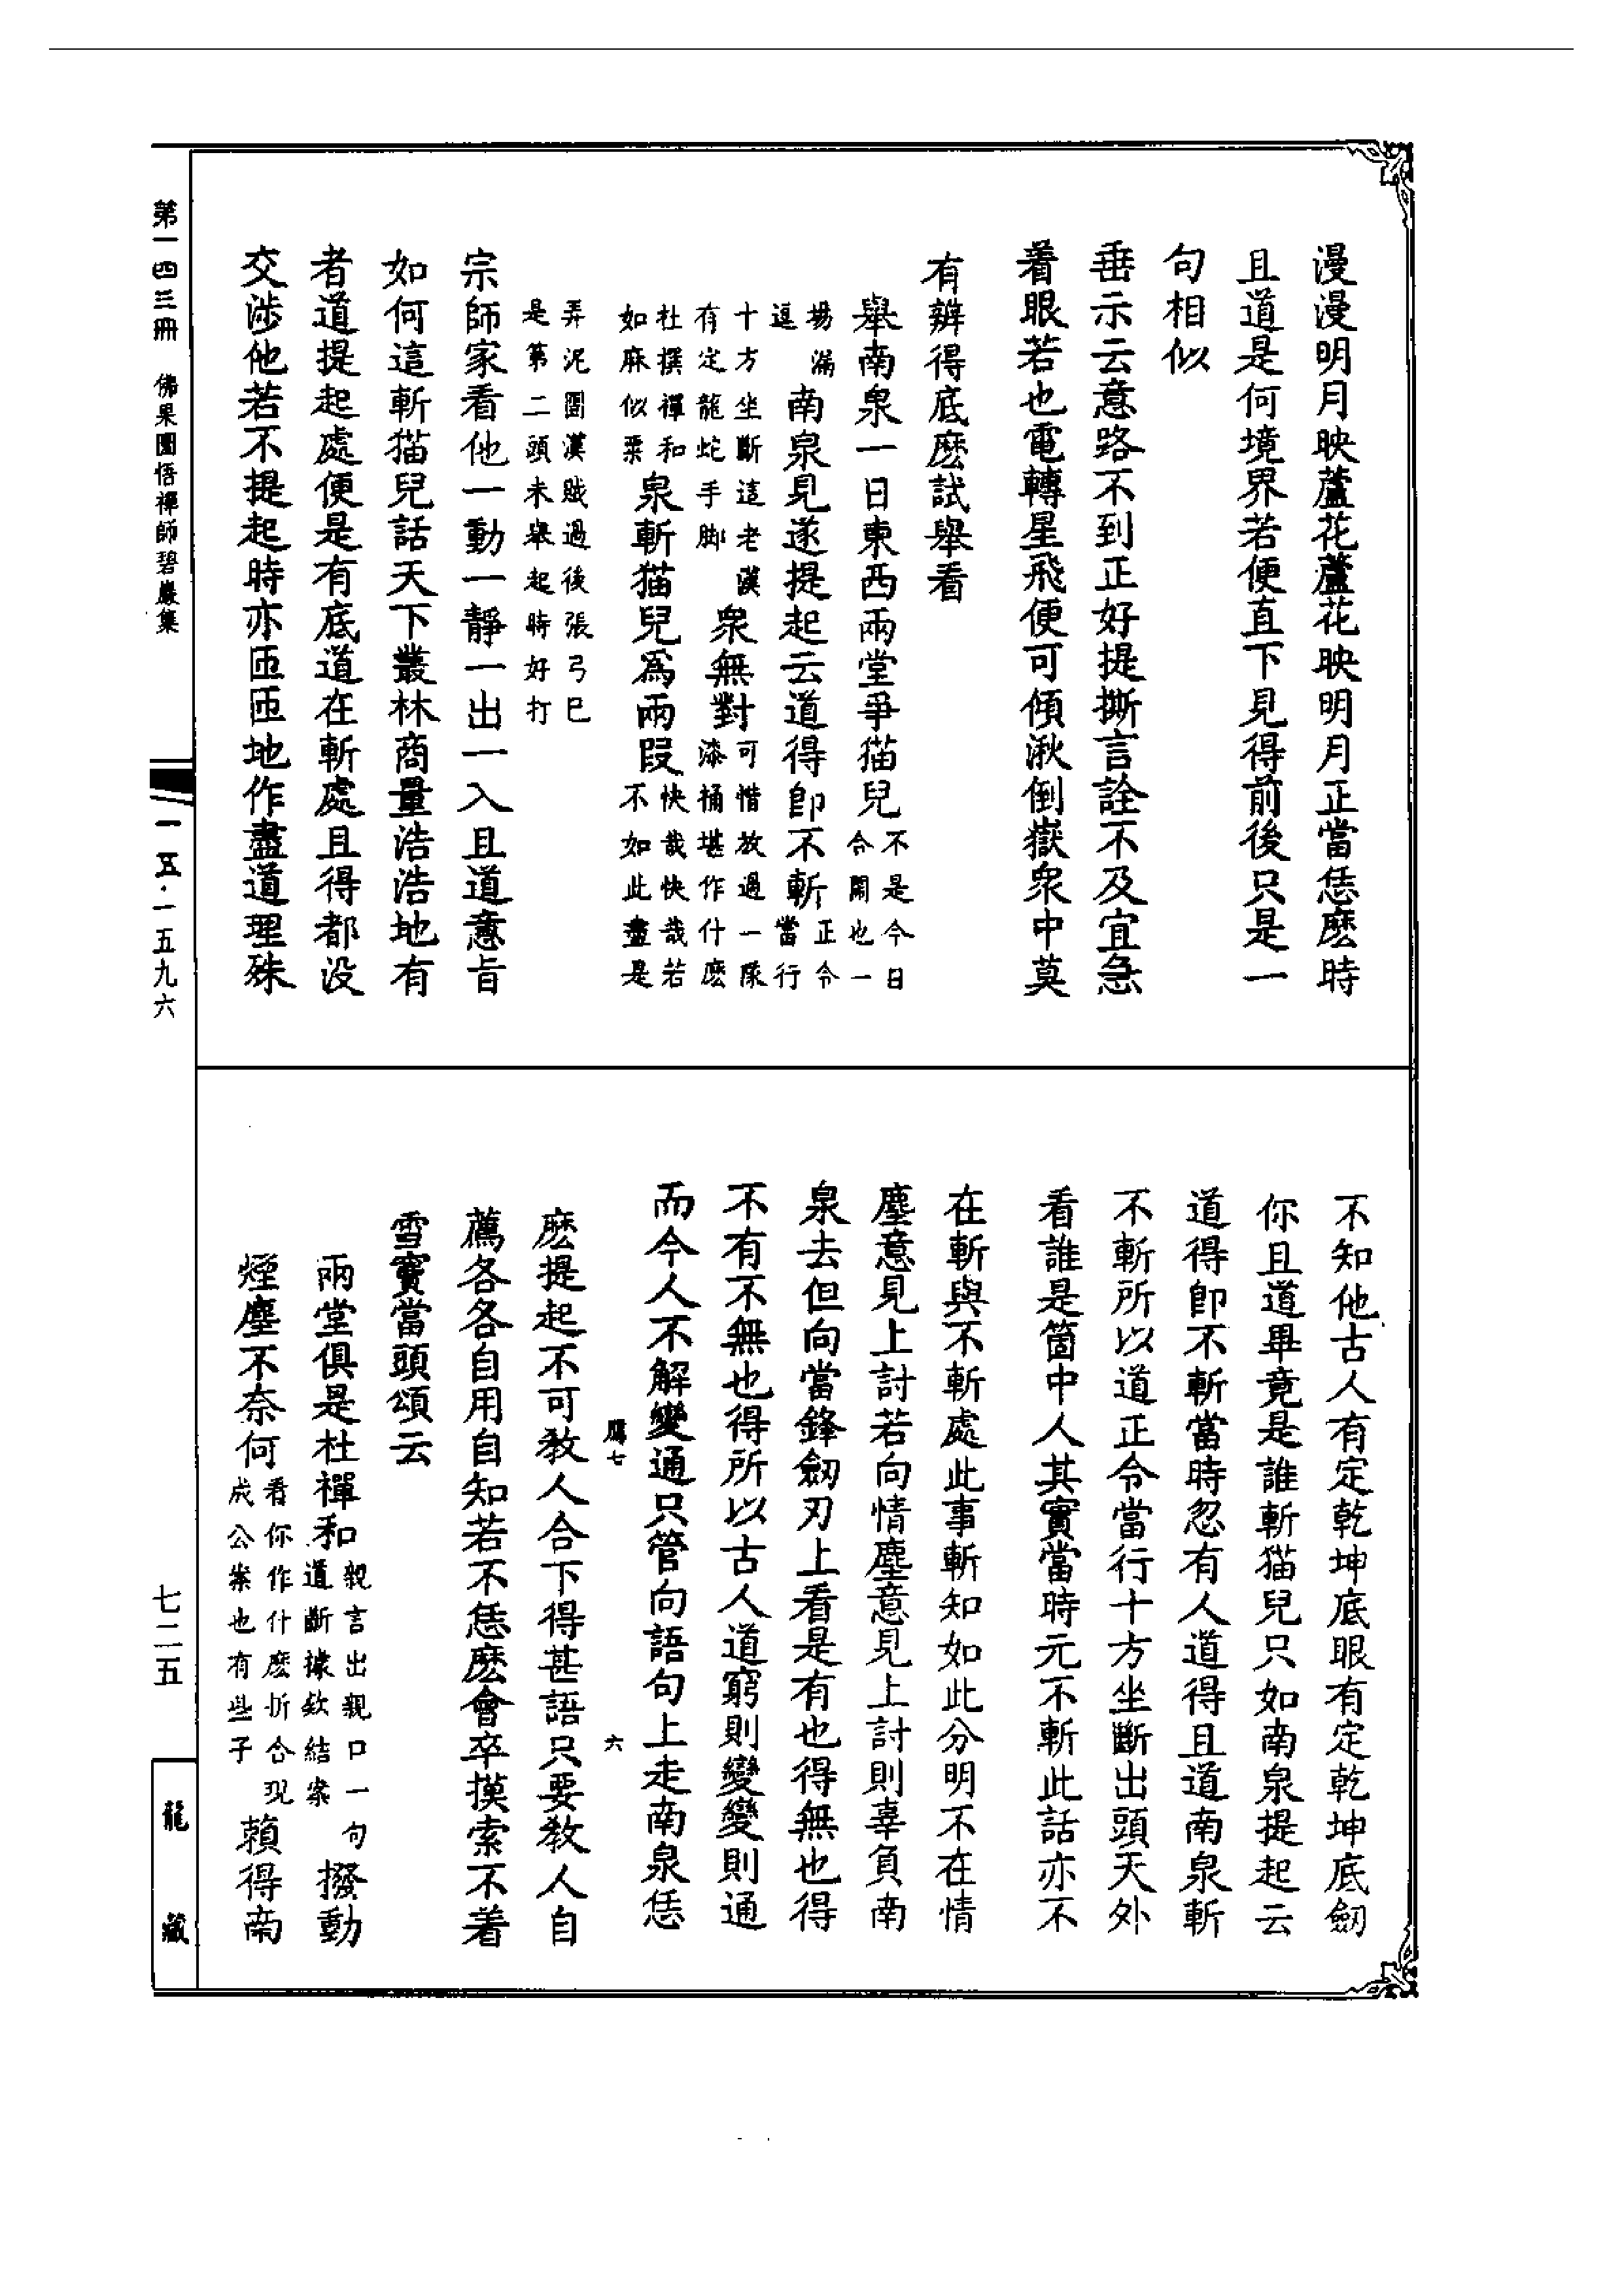 漫漫明月映蘆花蘆花映明月正當恁麽時
且道是何境界若便直下見得前後只是一
句相似
垂示云意路不到正好提撕言詮不及宜急
着眼若也電轉星飛便可傾湫倒嶽衆中莫
有辨得底麽試舉看
舉南泉一日東西兩堂爭猫兒不是今日
合鬧也一
場漏
逗南泉見遂提起云道得卽不斬正令
當行
十方坐斷這老漢
有定龍蛇手脚衆無對可惜放過一隊
漆桶堪作什麽
杜撰禪和
如麻似粟泉斬猫兒爲兩段快哉快哉若
不如此盡是
弄泥團漢賊過後張弓已
是第二頭未舉起時好打
宗師家看他一動一靜一出一入且道意旨
如何這斬猫兒話天下叢林商量浩浩地有
者道提起處便是有底道在斬處且得都没
交涉他若不提起時亦匝匝地作盡道理殊
不知他古人有定乾坤底眼有定乾坤底劒
你且道畢竟是誰斬猫兒只如南泉提起云
道得卽不斬當時忽有人道得且道南泉斬
不斬所以道正令當行十方坐斷出頭天外
看誰是箇中人其實當時元不斬此話亦不
在斬與不斬處此事斬知如此分明不在情
塵意見上討若向情塵意見上討則辜負南
泉去但向當鋒劒刃上看是有也得無也得
不有不無也得所以古人道窮則變變則通
而今人不解變通只管向語句上走南泉恁
麽提起不可教人合下得甚語只要教人自
薦各各自用自知若不恁麽會卒摸索不着
雪竇當頭頌云
兩堂俱是杜禪和親言出親口一句
道斷據欵結案撥動
煙塵不奈何看你作什麽折合現
成公案也有些子賴得南
鷹七
六
第一四三冊 佛果圜悟禪師碧巖集
一一五·一五九六
七二五
龍藏